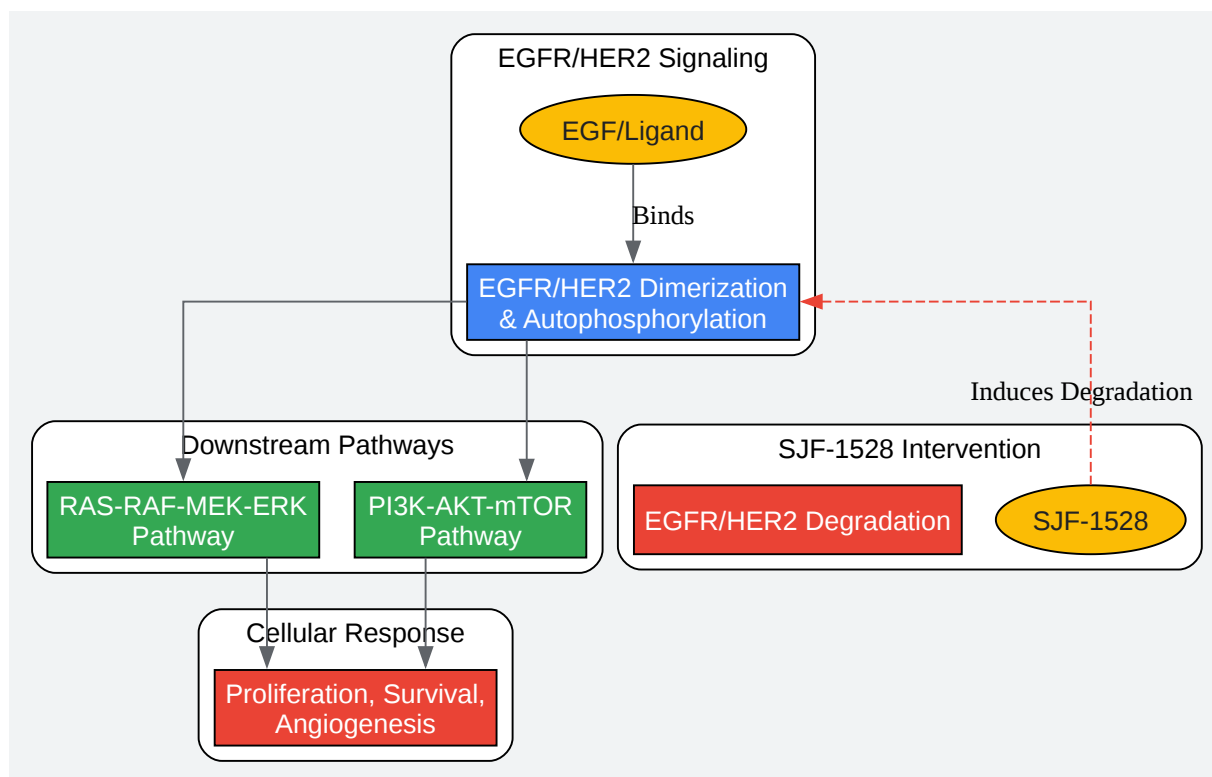 EGFR/HER2 Signaling
EGF/Ligand
Binds
EGFR/HER2 Dimerization
& Autophosphorylation
Induces Degradation
Downstream Pathways
RAS-RAF-MEK-ERK
Pathway
PI3K-AKT-mTOR
Pathway
SJF-1528 Intervention
EGFR/HER2 Degradation
SJF-1528
Cellular Response
Proliferation, Survival,
Angiogenesis